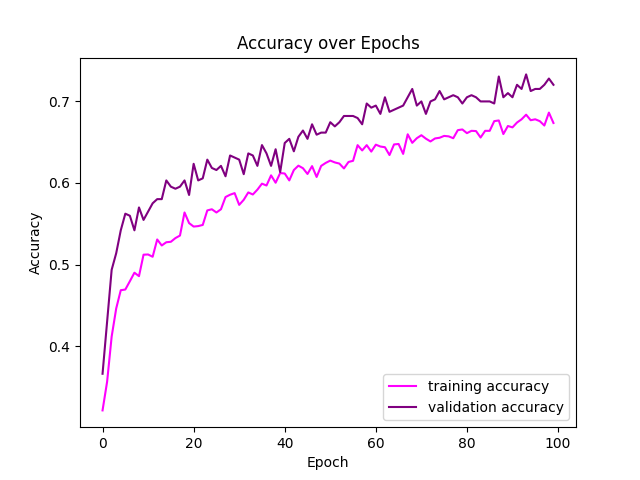 Accuracy over Epochs
Accuracy
0.7
0.6
0.5
0.4
training accuracy
validation accuracy
0 20 40 60 80 100
Epoch